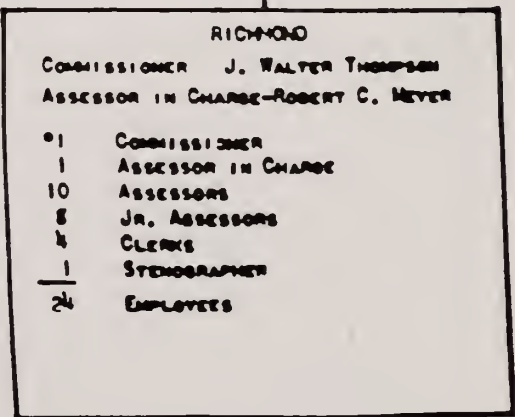 RICHMOND
COMMISSIONER J. WALTER THOMPSON
ASSESSOR IN CHARGE-ROBERT C. MEYER
*1 COMMISSIONER
1 ASSESSOR IN CHARGE
10 ASSESSORS
8 JR. ASSESSORS
4 CLERKS
1 STENOGRAPHER
24 EMPLOYEES